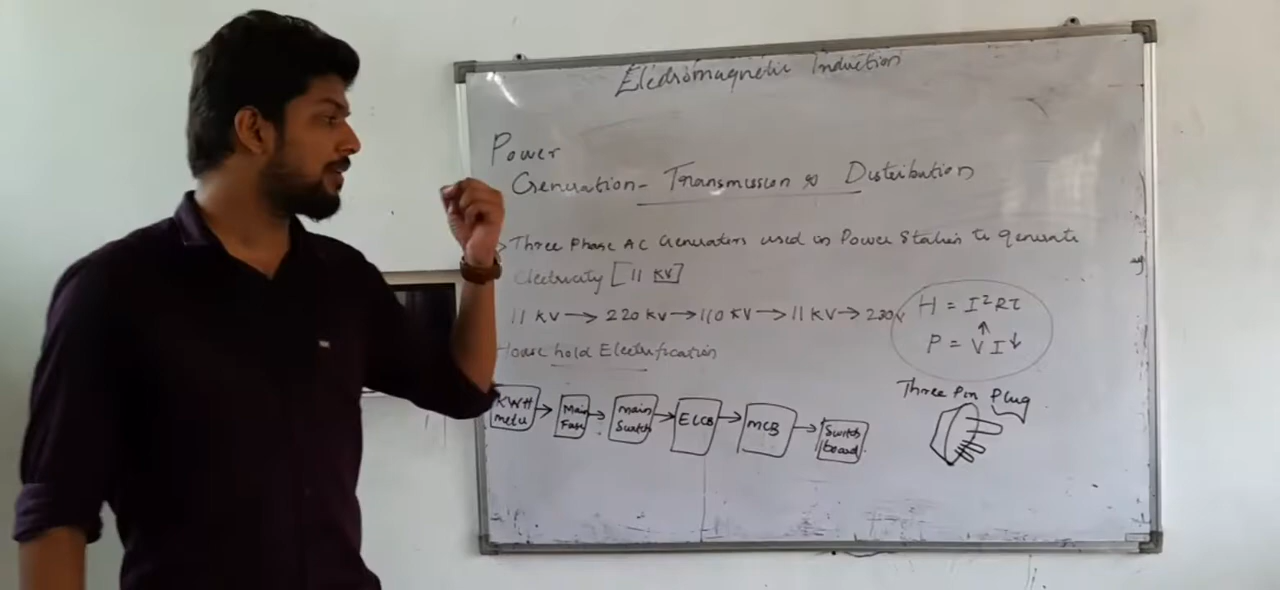 Electromagnetic Induction
Power
Generation - Transmission & Distribution
> Three Phase AC Generators used in Power Station to generate
Electricity [11 KV]
11 KV → 220 KV → 110 KV → 11 KV → 230V
House hold Electrification
KWH meter → Main Fuse → Main Switch → ELCB → MCB → Switch board
H = I²Rt
P = V↑ I↓
Three Pin Plug